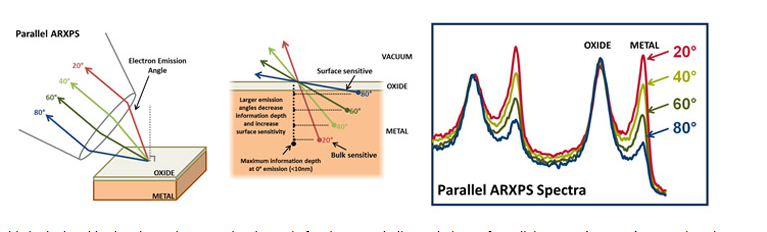 Parallel ARXPS
Electron Emission
Angle
20°
40°
60°
80°
OXIDE
METAL
VACUUM
Surface sensitive
OXIDE
80°
Larger emission
angles decrease
information depth
and increase
surface sensitivity
60°
40°
METAL
20°
Bulk sensitive
Maximum information depth
at 0° emission (<10nm)
OXIDE
METAL
20°
40°
60°
80°
Parallel ARXPS Spectra